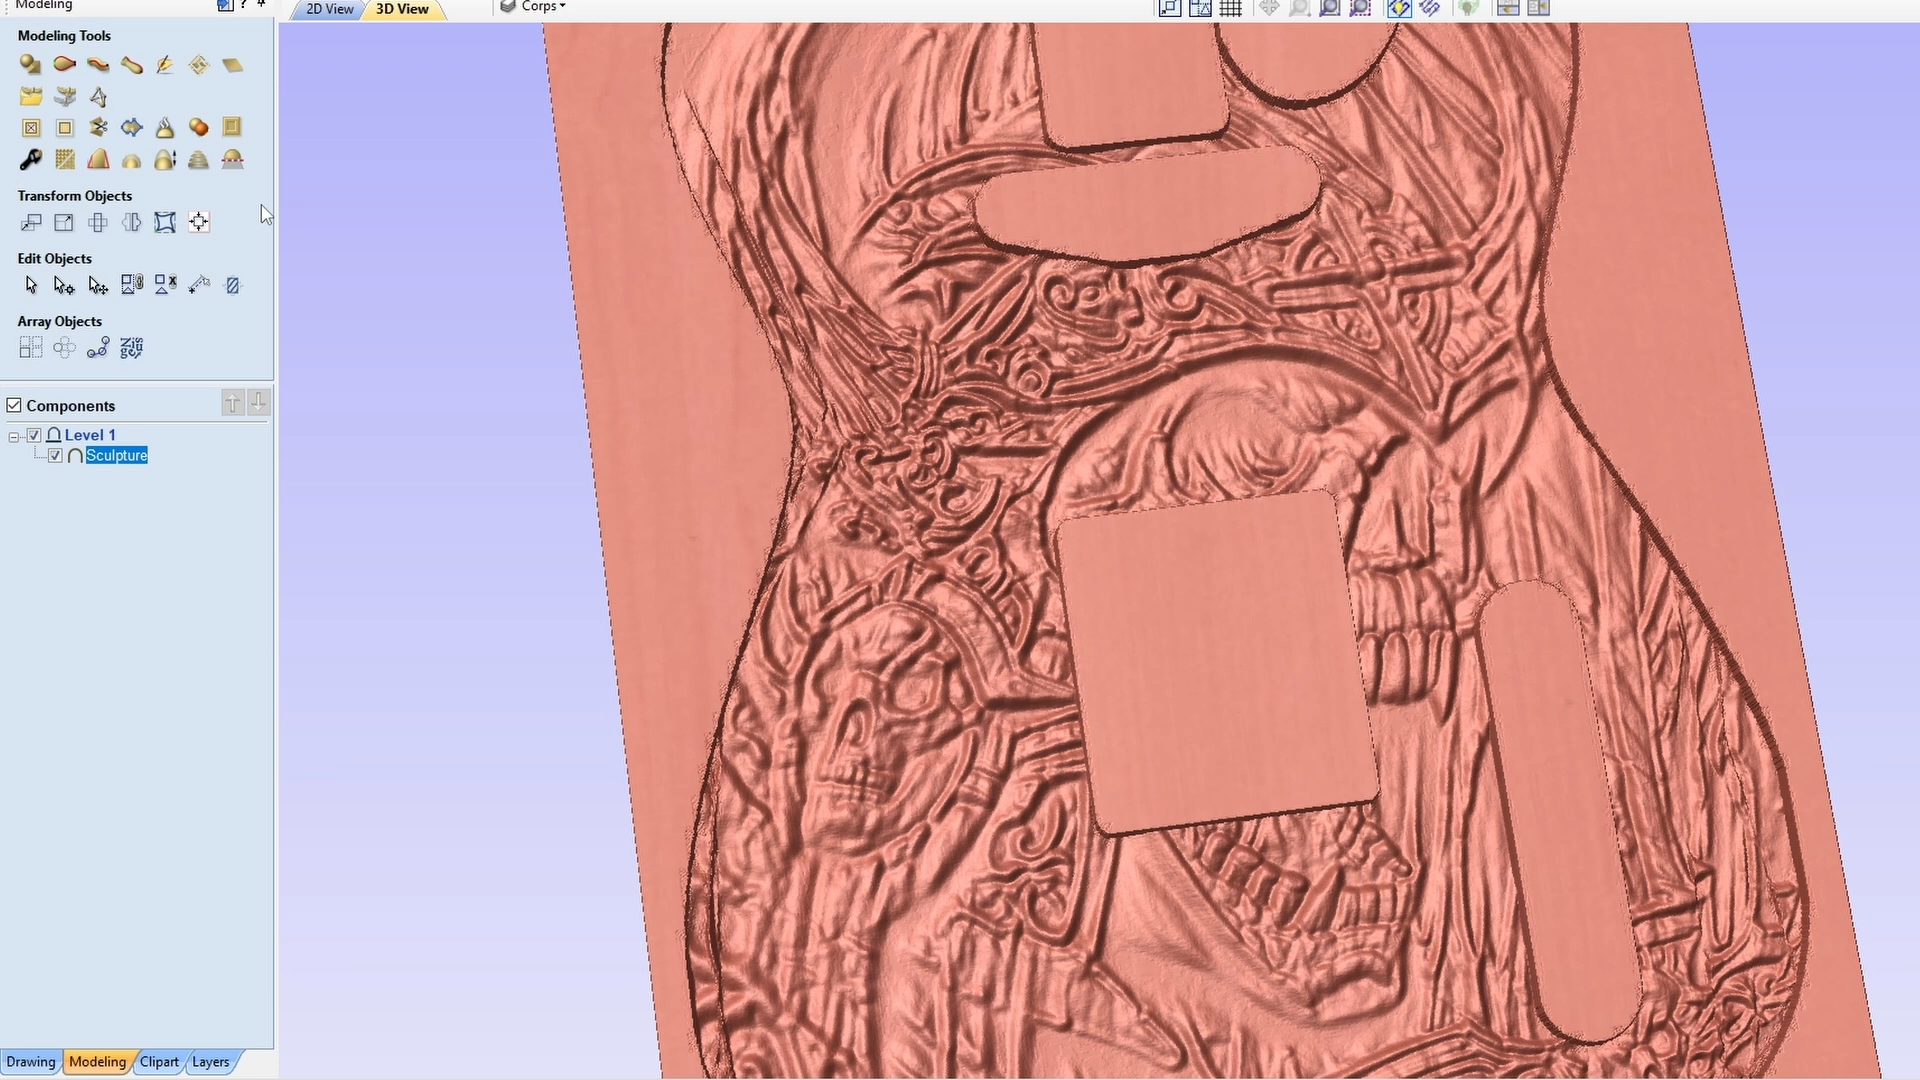 Modeling
2D View
3D View
Corps
Modeling Tools
Transform Objects
Edit Objects
Array Objects
Components
Level 1
Sculpture
Drawing
Modeling
Clipart
Layers